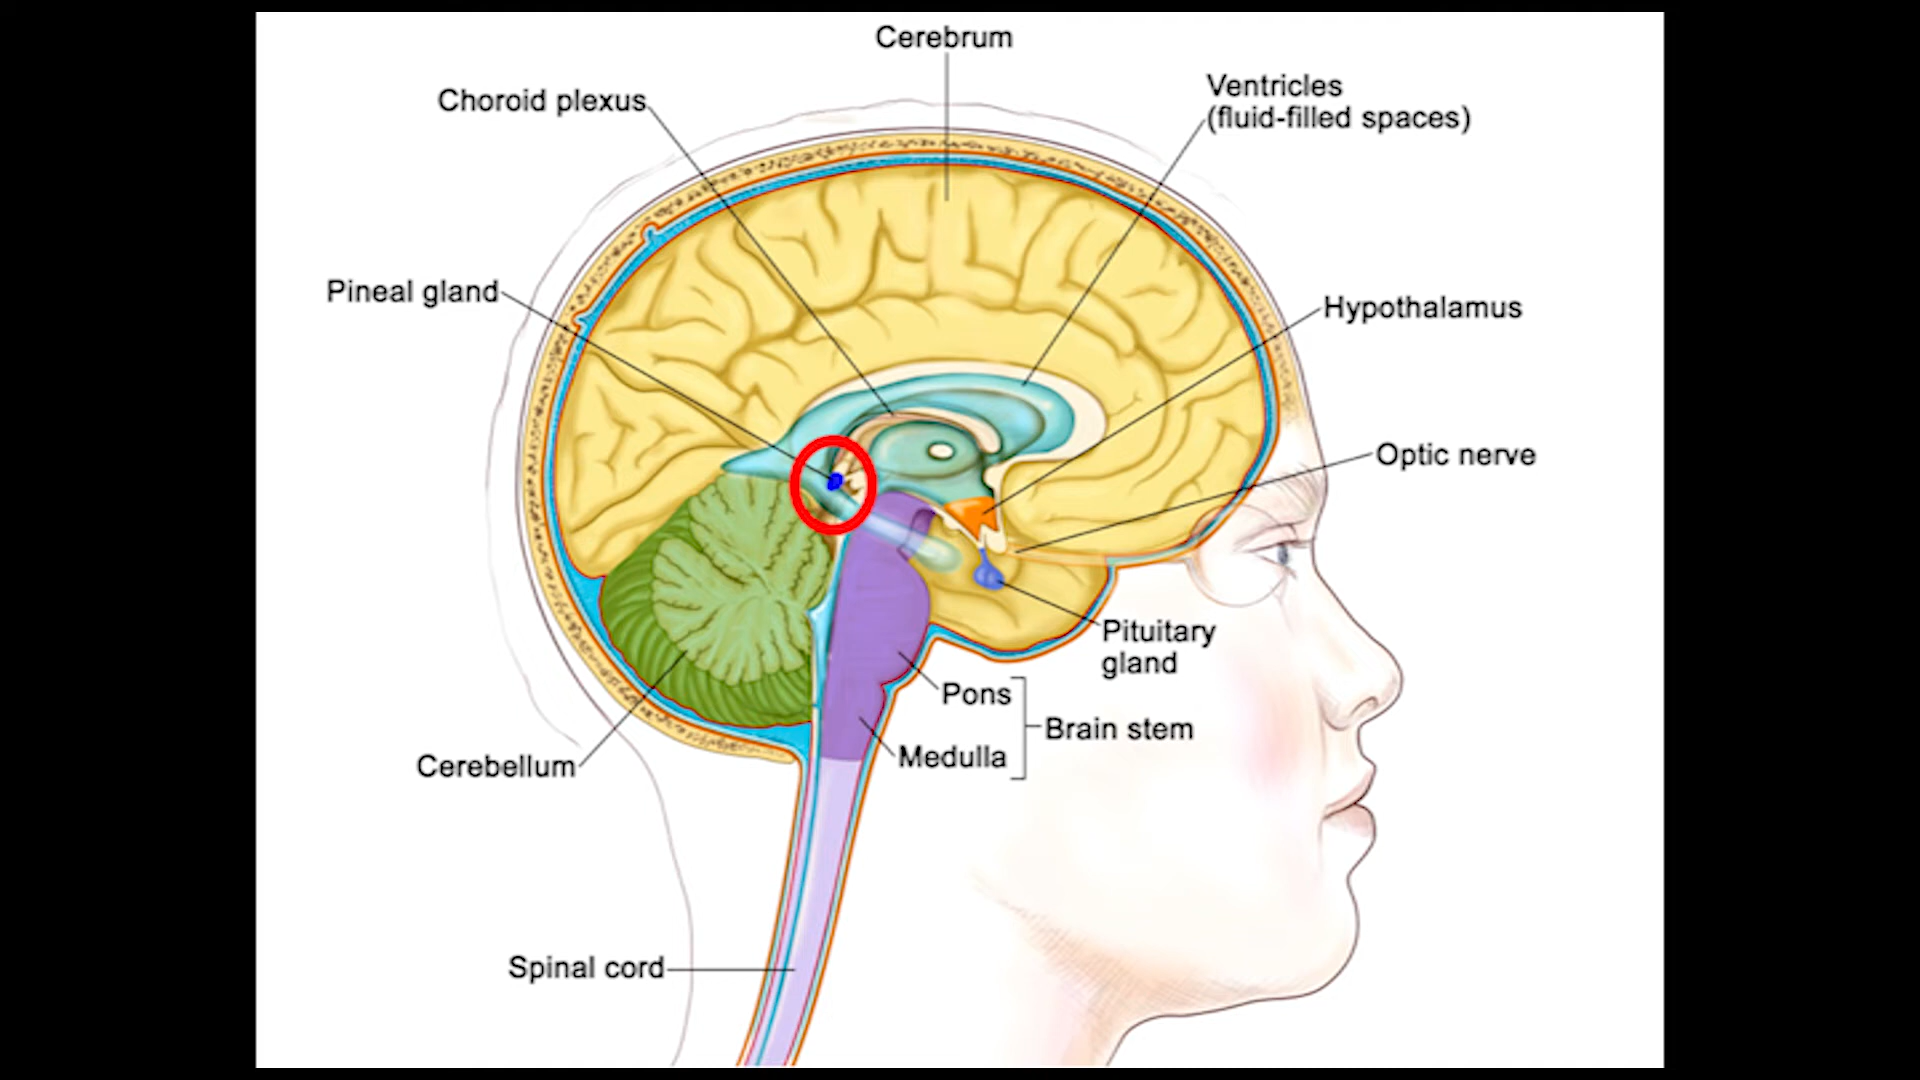 Cerebrum
Choroid plexus
Ventricles
(fluid-filled spaces)
Pineal gland
Hypothalamus
Optic nerve
Pituitary
gland
Pons
Brain stem
Medulla
Cerebellum
Spinal cord